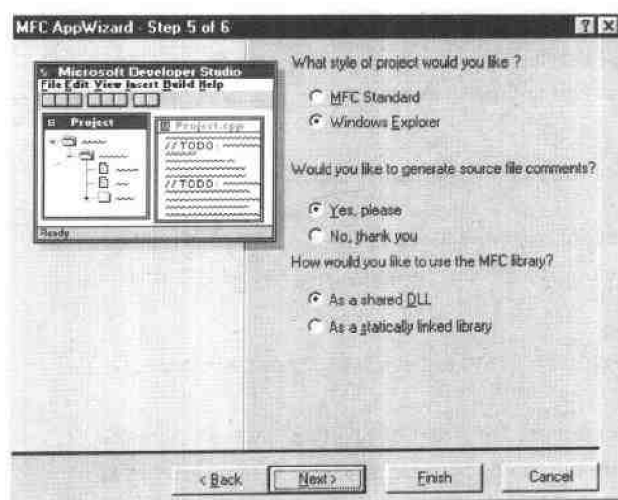 MFC AppWizard - Step 5 of 6
Microsoft Developer Studio
File Edit View Insert Build Help
Project
Project.cpp
//TODO:
//TODO:
Ready
What style of project would you like ?
MFC Standard
Windows Explorer
Would you like to generate source file comments?
Yes, please
No, thank you
How would you like to use the MFC library?
As a shared DLL
As a statically linked library
< Back
Next >
Finish
Cancel